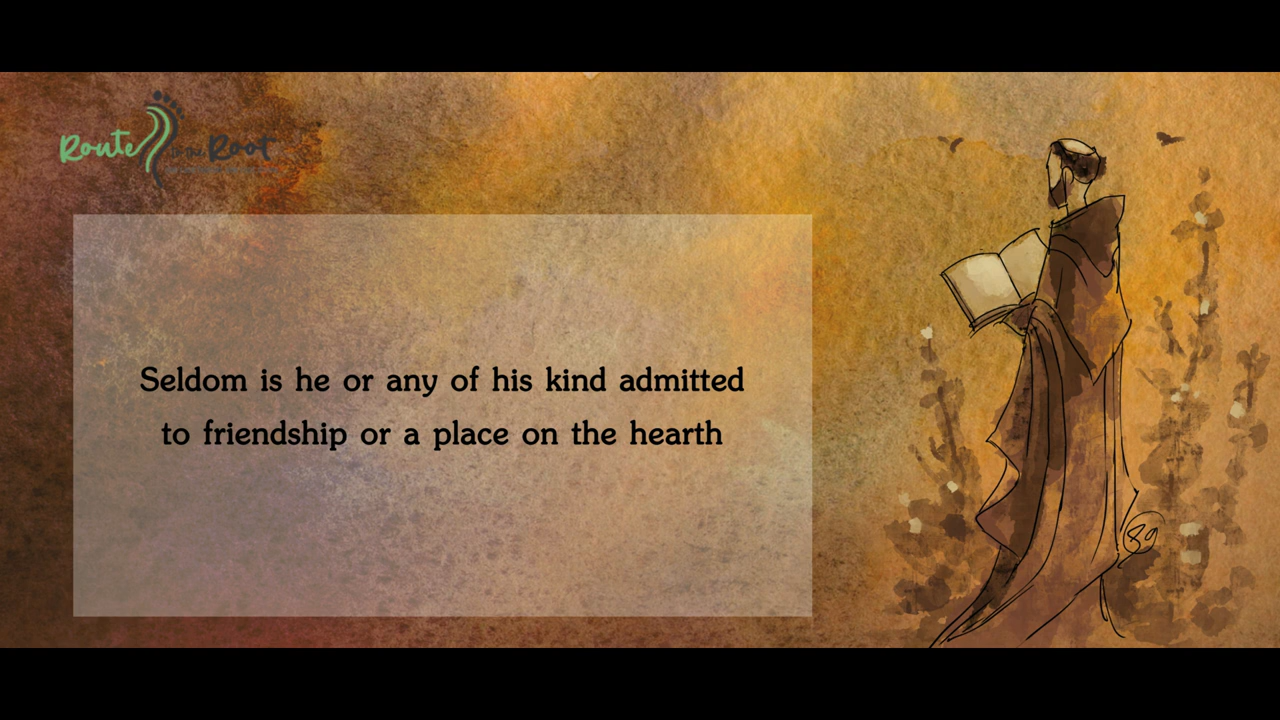 Route
Root
Seldom is he or any of his kind admitted
to friendship or a place on the hearth